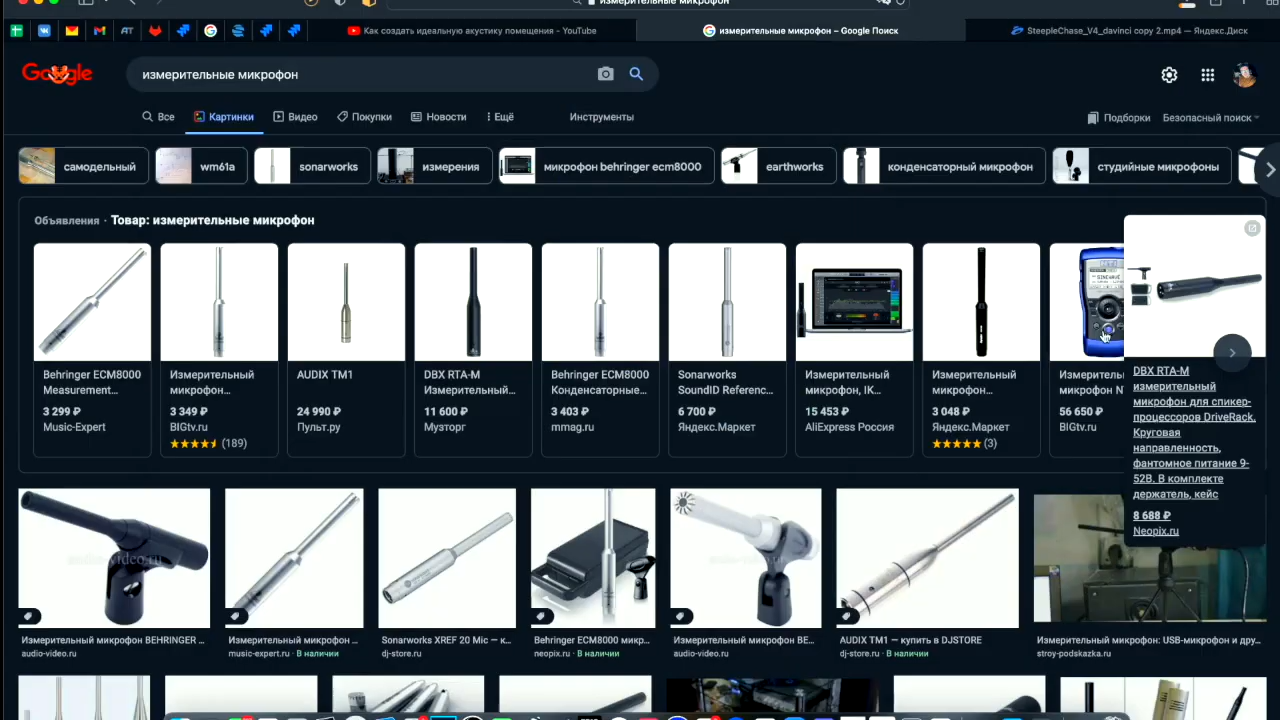 измерительные микрофон
Как создать идеальную акустику помещения - YouTube
измерительные микрофон – Google Поиск
SteepleChase_V4_davinci copy 2.mp4 — Яндекс.Диск
Google
измерительные микрофон
Все
Картинки
Видео
Покупки
Новости
Ещё
Инструменты
Подборки
Безопасный поиск
самодельный
wm61a
sonarworks
измерения
микрофон behringer ecm8000
earthworks
конденсаторный микрофон
студийные микрофоны
Объявления · Товар: измерительные микрофон
Behringer ECM8000
Measurement...
3 299 ₽
Music-Expert
Измерительный
микрофон...
3 349 ₽
BIGtv.ru
(189)
AUDIX TM1
24 990 ₽
Пульт.ру
DBX RTA-M
Измерительный...
11 600 ₽
Музторг
Behringer ECM8000
Конденсаторные...
3 403 ₽
mmag.ru
Sonarworks
SoundID Referenc...
6 700 ₽
Яндекс.Маркет
Измерительный
микрофон, IK...
15 453 ₽
AliExpress Россия
Измерительный
микрофон...
3 048 ₽
Яндекс.Маркет
(3)
Измерительн
микрофон N
56 650 ₽
BIGtv.ru
DBX RTA-M
измерительный
микрофон для спикер-
процессоров DriveRack.
Круговая
направленность,
фантомное питание 9-
52В. В комплекте
держатель, кейс
8 688 ₽
Neopix.ru
Измерительный микрофон BEHRINGER ...
audio-video.ru
Измерительный микрофон ...
music-expert.ru · В наличии
Sonarworks XREF 20 Mic — к...
dj-store.ru
Behringer ECM8000 микр...
neopix.ru · В наличии
Измерительный микрофон BE...
audio-video.ru
AUDIX TM1 — купить в DJSTORE
dj-store.ru · В наличии
Измерительный микрофон: USB-микрофон и дру...
stroy-podskazka.ru